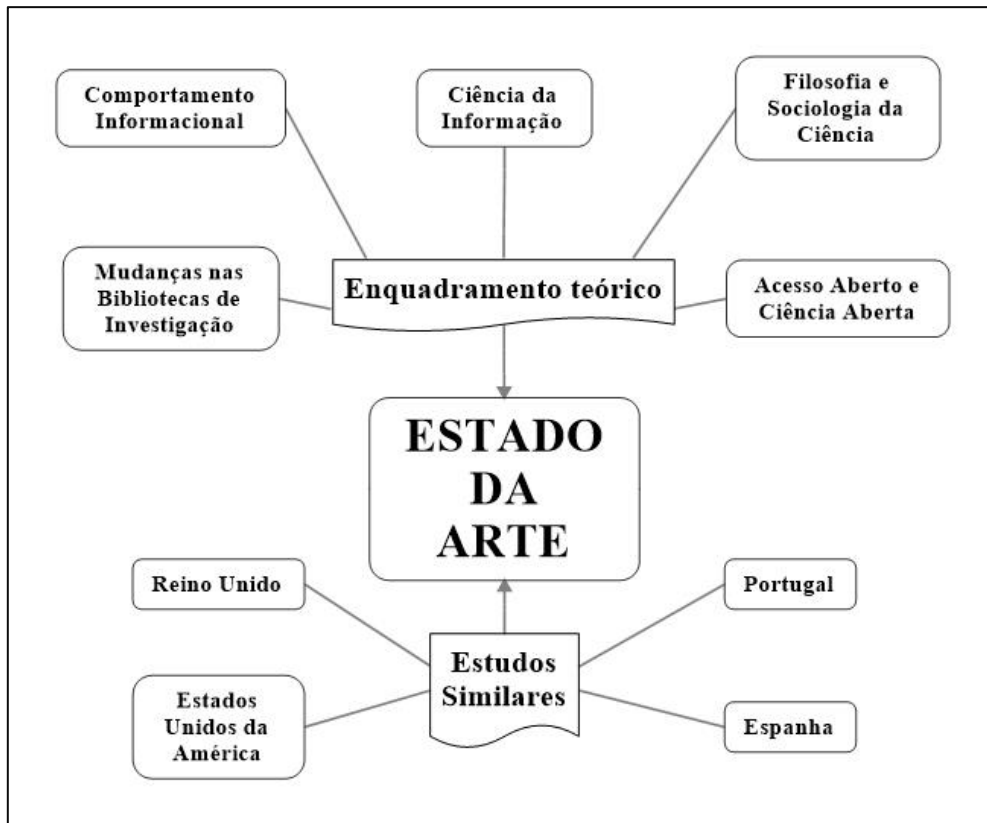 Comportamento
Informacional
Ciência da
Informação
Filosofia e
Sociologia da
Ciência
Mudanças nas
Bibliotecas de
Investigação
Enquadramento teórico
Acesso Aberto e
Ciência Aberta
ESTADO
DA
ARTE
Reino Unido
Portugal
Estudos
Similares
Estados
Unidos da
América
Espanha